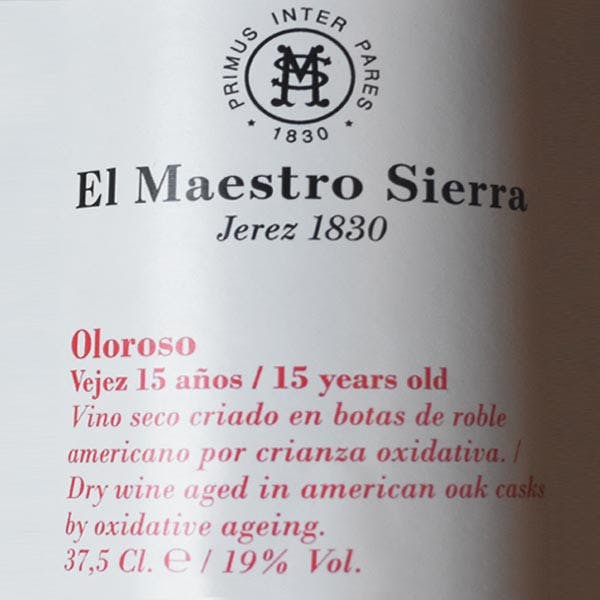 PRIMUS INTER PARES
* 1830 *
MS
El Maestro Sierra
Jerez 1830
Oloroso
Vejez 15 años / 15 years old
Vino seco criado en botas de roble
americano por crianza oxidativa. /
Dry wine aged in american oak casks
by oxidative ageing.
37,5 Cl. ℮ / 19% Vol.